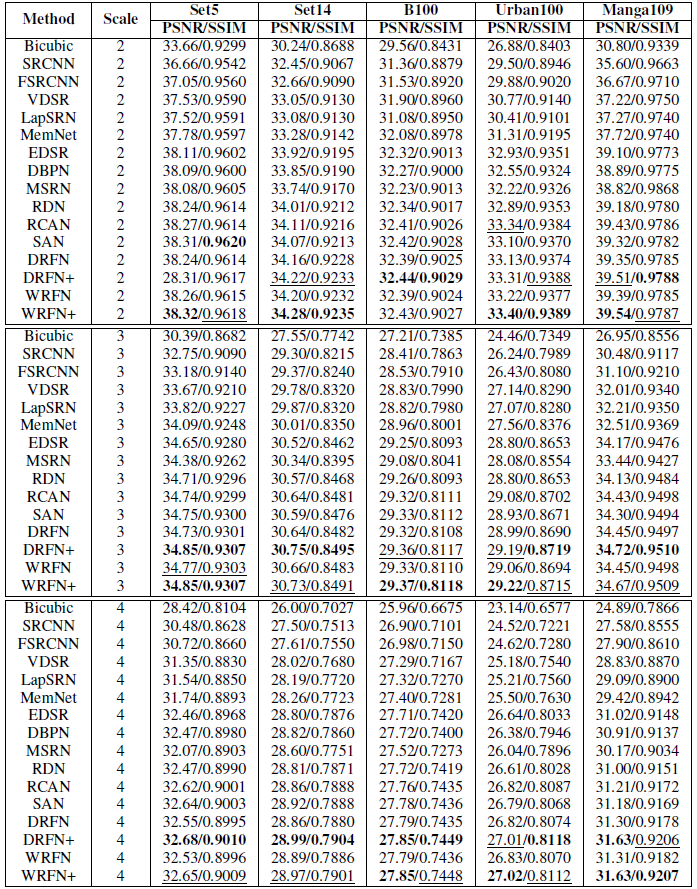 Method Scale Set5 Set14 B100 Urban100 Manga109
PSNR/SSIM PSNR/SSIM PSNR/SSIM PSNR/SSIM PSNR/SSIM
Bicubic 2 33.66/0.9299 30.24/0.8688 29.56/0.8431 26.88/0.8403 30.80/0.9339
SRCNN 2 36.66/0.9542 32.45/0.9067 31.36/0.8879 29.50/0.8946 35.60/0.9663
FSRCNN 2 37.05/0.9560 32.66/0.9090 31.53/0.8920 29.88/0.9020 36.67/0.9710
VDSR 2 37.53/0.9590 33.05/0.9130 31.90/0.8960 30.77/0.9140 37.22/0.9750
LapSRN 2 37.52/0.9591 33.08/0.9130 31.08/0.8950 30.41/0.9101 37.27/0.9740
MemNet 2 37.78/0.9597 33.28/0.9142 32.08/0.8978 31.31/0.9195 37.72/0.9740
EDSR 2 38.11/0.9602 33.92/0.9195 32.32/0.9013 32.93/0.9351 39.10/0.9773
DBPN 2 38.09/0.9600 33.85/0.9190 32.27/0.9000 32.55/0.9324 38.89/0.9775
MSRN 2 38.08/0.9605 33.74/0.9170 32.23/0.9013 32.22/0.9326 38.82/0.9868
RDN 2 38.24/0.9614 34.01/0.9212 32.34/0.9017 32.89/0.9353 39.18/0.9780
RCAN 2 38.27/0.9614 34.11/0.9216 32.41/0.9026 33.34/0.9384 39.43/0.9786
SAN 2 38.31/0.9620 34.07/0.9213 32.42/0.9028 33.10/0.9370 39.32/0.9782
DRFN 2 38.24/0.9614 34.16/0.9228 32.39/0.9025 33.13/0.9374 39.35/0.9785
DRFN+ 2 28.31/0.9617 34.22/0.9233 32.44/0.9029 33.31/0.9388 39.51/0.9788
WRFN 2 38.26/0.9615 34.20/0.9232 32.39/0.9024 33.22/0.9377 39.39/0.9785
WRFN+ 2 38.32/0.9618 34.28/0.9235 32.43/0.9027 33.40/0.9389 39.54/0.9787
Bicubic 3 30.39/0.8682 27.55/0.7742 27.21/0.7385 24.46/0.7349 26.95/0.8556
SRCNN 3 32.75/0.9090 29.30/0.8215 28.41/0.7863 26.24/0.7989 30.48/0.9117
FSRCNN 3 33.18/0.9140 29.37/0.8240 28.53/0.7910 26.43/0.8080 31.10/0.9210
VDSR 3 33.67/0.9210 29.78/0.8320 28.83/0.7990 27.14/0.8290 32.01/0.9340
LapSRN 3 33.82/0.9227 29.87/0.8320 28.82/0.7980 27.07/0.8280 32.21/0.9350
MemNet 3 34.09/0.9248 30.01/0.8350 28.96/0.8001 27.56/0.8376 32.51/0.9369
EDSR 3 34.65/0.9280 30.52/0.8462 29.25/0.8093 28.80/0.8653 34.17/0.9476
MSRN 3 34.38/0.9262 30.34/0.8395 29.08/0.8041 28.08/0.8554 33.44/0.9427
RDN 3 34.71/0.9296 30.57/0.8468 29.26/0.8093 28.80/0.8653 34.13/0.9484
RCAN 3 34.74/0.9299 30.64/0.8481 29.32/0.8111 29.08/0.8702 34.43/0.9498
SAN 3 34.75/0.9300 30.59/0.8476 29.33/0.8112 28.93/0.8671 34.30/0.9494
DRFN 3 34.73/0.9301 30.64/0.8482 29.32/0.8108 28.99/0.8690 34.45/0.9497
DRFN+ 3 34.85/0.9307 30.75/0.8495 29.36/0.8117 29.19/0.8719 34.72/0.9510
WRFN 3 34.77/0.9303 30.66/0.8483 29.33/0.8110 29.06/0.8694 34.45/0.9498
WRFN+ 3 34.85/0.9307 30.73/0.8491 29.37/0.8118 29.22/0.8715 34.67/0.9509
Bicubic 4 28.42/0.8104 26.00/0.7027 25.96/0.6675 23.14/0.6577 24.89/0.7866
SRCNN 4 30.48/0.8628 27.50/0.7513 26.90/0.7101 24.52/0.7221 27.58/0.8555
FSRCNN 4 30.72/0.8660 27.61/0.7550 26.98/0.7150 24.62/0.7280 27.90/0.8610
VDSR 4 31.35/0.8830 28.02/0.7680 27.29/0.7167 25.18/0.7540 28.83/0.8870
LapSRN 4 31.54/0.8850 28.19/0.7720 27.32/0.7270 25.21/0.7560 29.09/0.8900
MemNet 4 31.74/0.8893 28.26/0.7723 27.40/0.7281 25.50/0.7630 29.42/0.8942
EDSR 4 32.46/0.8968 28.80/0.7876 27.71/0.7420 26.64/0.8033 31.02/0.9148
DBPN 4 32.47/0.8980 28.82/0.7860 27.72/0.7400 26.38/0.7946 30.91/0.9137
MSRN 4 32.07/0.8903 28.60/0.7751 27.52/0.7273 26.04/0.7896 30.17/0.9034
RDN 4 32.47/0.8990 28.81/0.7871 27.72/0.7419 26.61/0.8028 31.00/0.9151
RCAN 4 32.62/0.9001 28.86/0.7888 27.76/0.7435 26.82/0.8087 31.21/0.9172
SAN 4 32.64/0.9003 28.92/0.7888 27.78/0.7436 26.79/0.8068 31.18/0.9169
DRFN 4 32.55/0.8995 28.86/0.7880 27.79/0.7435 26.82/0.8074 31.30/0.9178
DRFN+ 4 32.68/0.9010 28.99/0.7904 27.85/0.7449 27.01/0.8118 31.63/0.9206
WRFN 4 32.53/0.8996 28.89/0.7886 27.79/0.7436 26.83/0.8070 31.31/0.9182
WRFN+ 4 32.65/0.9009 28.97/0.7901 27.85/0.7448 27.02/0.8112 31.63/0.9207